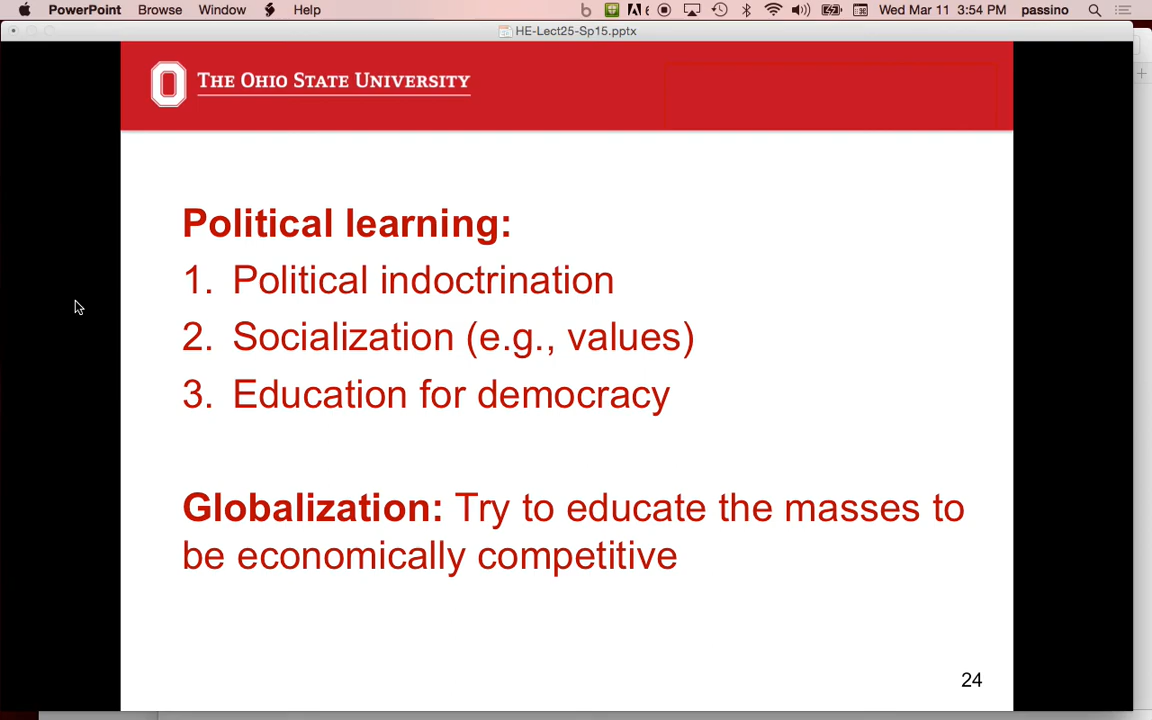 PowerPoint Browse Window Help Wed Mar 11 3:54 PM passino
HE-Lect25-Sp15.pptx
THE OHIO STATE UNIVERSITY
Political learning:
1. Political indoctrination
2. Socialization (e.g., values)
3. Education for democracy
Globalization: Try to educate the masses to
be economically competitive
24